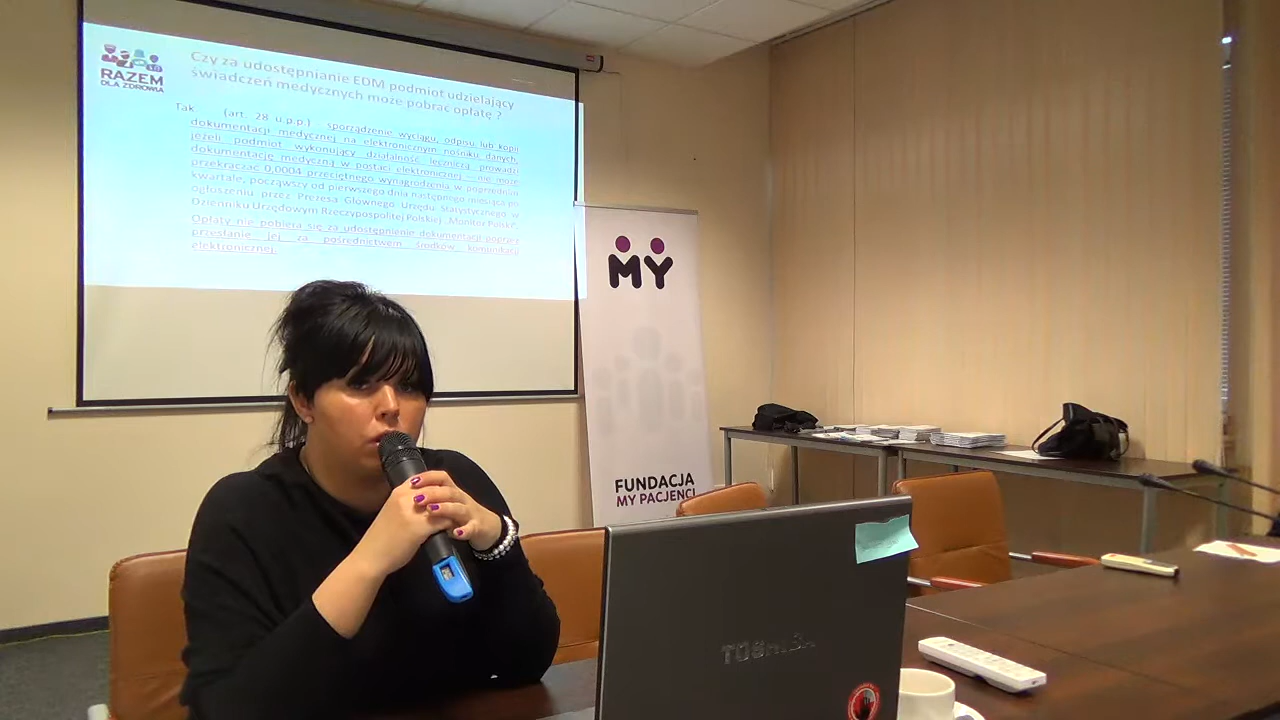 RAZEM
DLA ZDROWIA
Czy za udostępnianie EDM podmiot udzielający
świadczeń medycznych może pobrać opłatę ?
Tak (art. 28 u.p.p.) sporządzenie wyciągu, odpisu lub kopii
dokumentacji medycznej na elektronicznym nośniku danych,
jeżeli podmiot wykonujący działalność leczniczą prowadzi
dokumentację medyczną w postaci elektronicznej — nie może
przekraczać 0,0004 przeciętnego wynagrodzenia w poprzednim
kwartale, począwszy od pierwszego dnia następnego miesiąca po
ogłoszeniu przez Prezesa Głównego Urzędu Statystycznego w
Dzienniku Urzędowym Rzeczypospolitej Polskiej „Monitor Polski”.
Opłaty nie pobiera się za udostępnienie dokumentacji poprzez
przesłanie jej za pośrednictwem środków komunikacji
elektronicznej.
MY
FUNDACJA
MY PACJENCI
TOSHIBA